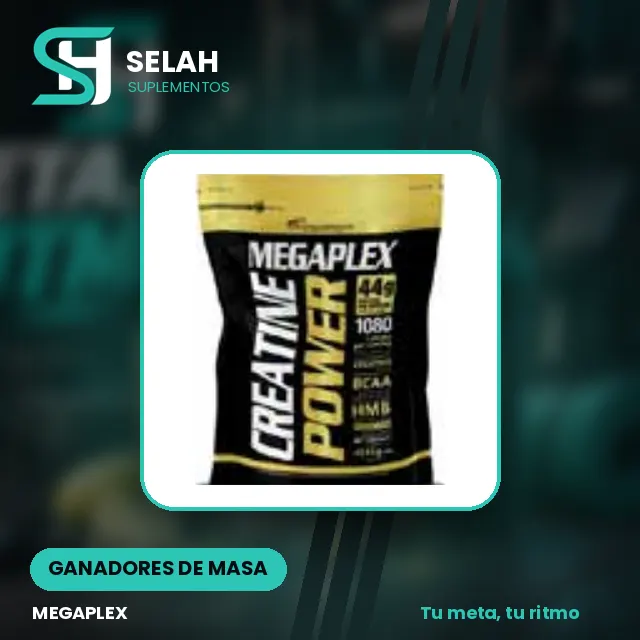 SELAH
SUPLEMENTOS
MEGAPLEX
CREATINE
POWER
44g
1080
BCAA
HMB
GANADORES DE MASA
MEGAPLEX
Tu meta, tu ritmo